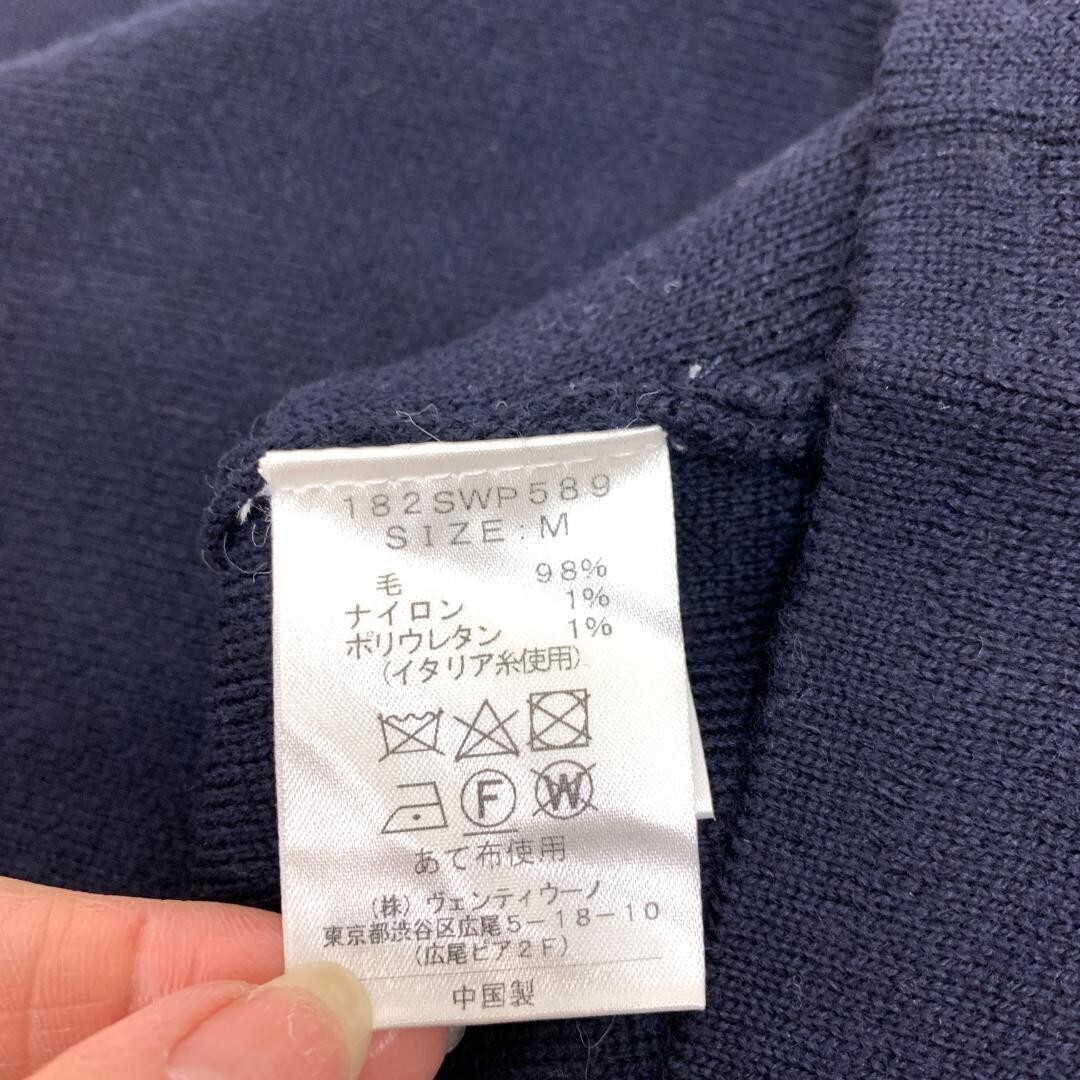 182SWP589
SIZE:M
毛 98%
ナイロン 1%
ポリウレタン 1%
(イタリア糸使用)
F W
あて布使用
(株)ヴェンティウーノ
東京都渋谷区広尾5-18-10
(広尾ピア2F)
中国製